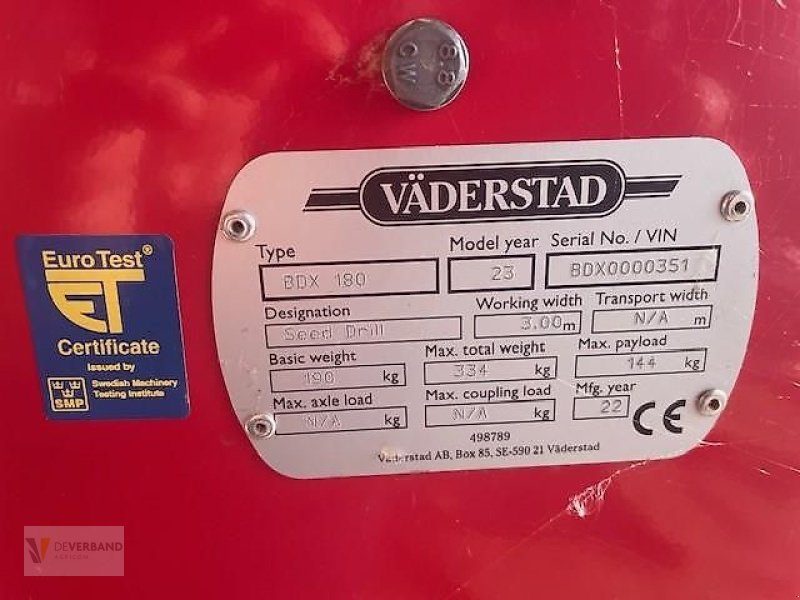 8.8
CW
VÄDERSTAD
Type
Model year
Serial No. / VIN
BDX 180
23
BDX0000351
Designation
Working width
Transport width
Seed Drill
3.00 m
N/A m
Basic weight
Max. total weight
Max. payload
190 kg
334 kg
144 kg
Max. axle load
Max. coupling load
Mfg. year
N/A kg
N/A kg
22
CE
498789
Väderstad AB, Box 85, SE-590 21 Väderstad
Euro Test®
ET
Certificate
Issued by
Swedish Machinery
Testing Institute
SMP
DEVERBAND
AGRICOM